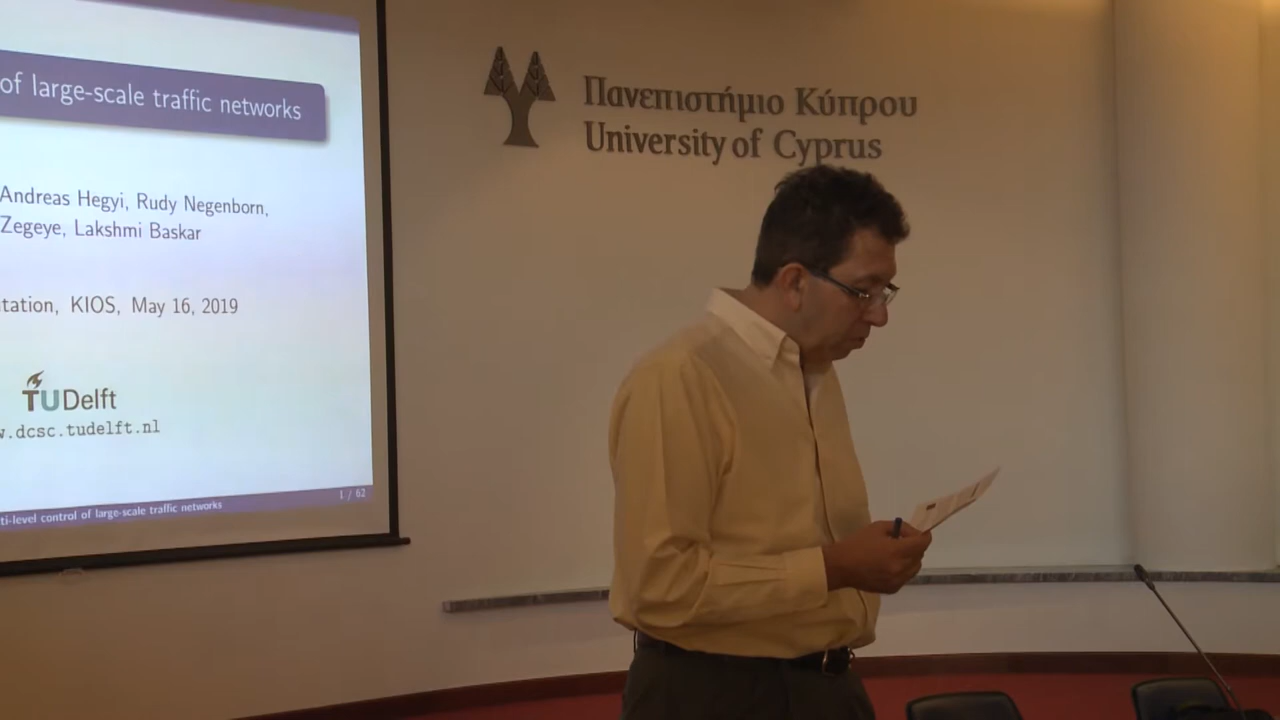 of large-scale traffic networks
Andreas Hegyi, Rudy Negenborn,
Zegeye, Lakshmi Baskar
tation, KIOS, May 16, 2019
TUDelft
.dcsc.tudelft.nl
ti-level control of large-scale traffic networks
1 / 62
Πανεπιστήμιο Κύπρου
University of Cyprus